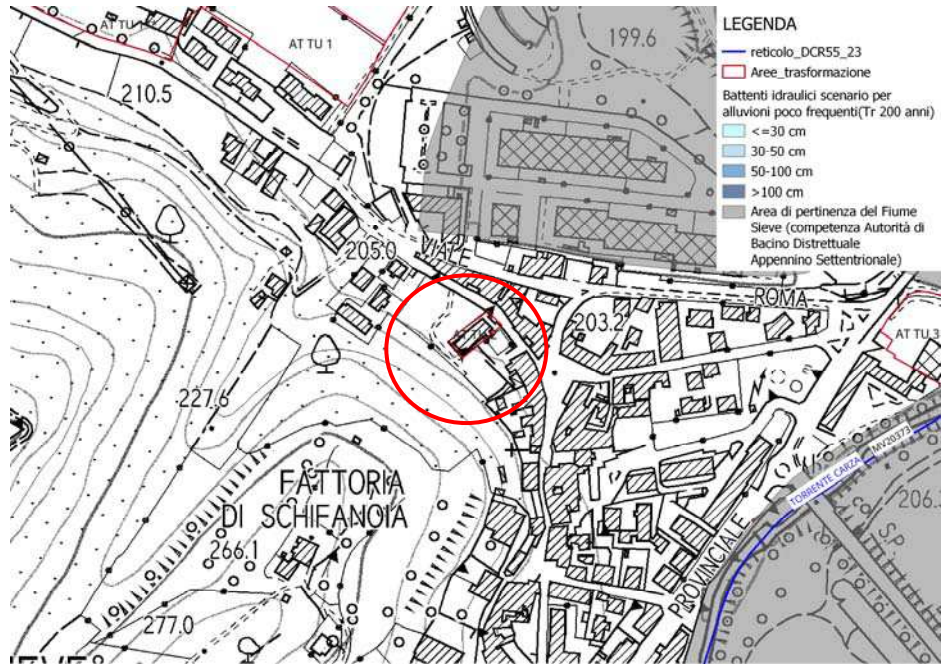 LEGENDA
reticolo_DCR55_23
Aree_trasformazione
Battenti idraulici scenario per
alluvioni poco frequenti(Tr 200 anni)
<=30 cm
30-50 cm
50-100 cm
>100 cm
Area di pertinenza del Fiume
Sieve (competenza Autorità di
Bacino Distrettuale
Appennino Settentrionale)
AT TU 1
199.6
210.5
205.0
VIA
ROMA
203.2
AT TU 3
227.6
FATTORIA
DI SCHIFANOIA
266.1
277.0
PROVINCIALE
TORRENTE CARZA
MV20373
206.
S.P.